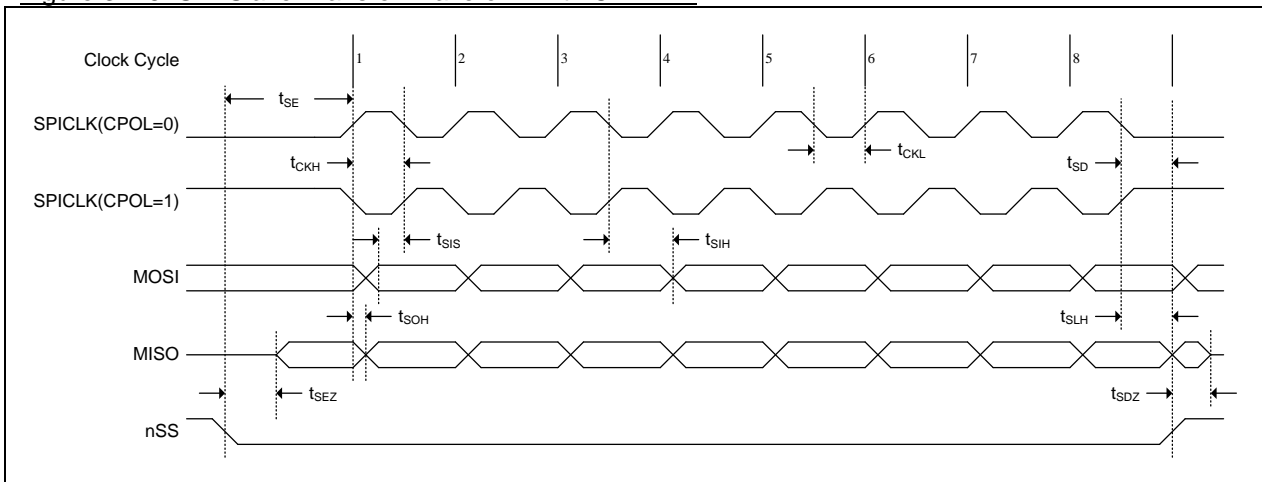 Clock Cycle
1 2 3 4 5 6 7 8
tSE
SPICLK(CPOL=0)
tCKH
tCKL
tSD
SPICLK(CPOL=1)
tSIS
tSIH
MOSI
tSOH
tSLH
MISO
tSEZ
tSDZ
nSS